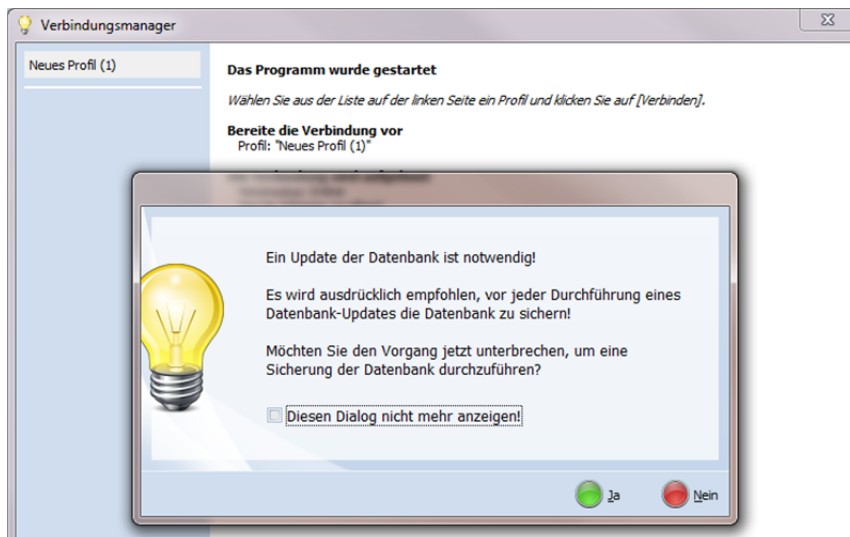 Verbindungsmanager
Neues Profil (1)
Das Programm wurde gestartet
Wählen Sie aus der Liste auf der linken Seite ein Profil und klicken Sie auf [Verbinden].
Bereite die Verbindung vor
Profil: "Neues Profil (1)"
Ein Update der Datenbank ist notwendig!
Es wird ausdrücklich empfohlen, vor jeder Durchführung eines
Datenbank-Updates die Datenbank zu sichern!
Möchten Sie den Vorgang jetzt unterbrechen, um eine
Sicherung der Datenbank durchzuführen?
Diesen Dialog nicht mehr anzeigen!
Ja
Nein